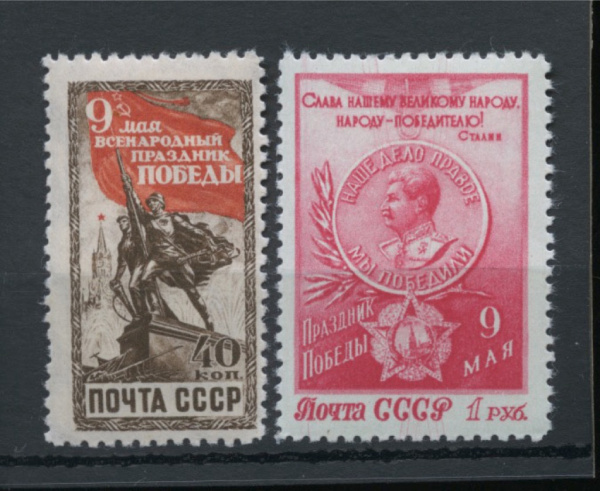 9 мая
ВСЕНАРОДНЫЙ
ПРАЗДНИК
ПОБЕДЫ
40
КОП.
ПОЧТА СССР
СЛАВА НАШЕМУ ВЕЛИКОМУ НАРОДУ,
НАРОДУ-ПОБЕДИТЕЛЮ!
СТАЛИН
НАШЕ ДЕЛО ПРАВОЕ
МЫ ПОБЕДИЛИ
ПРАЗДНИК
ПОБЕДЫ
9
МАЯ
Почта СССР 1 РУБ.